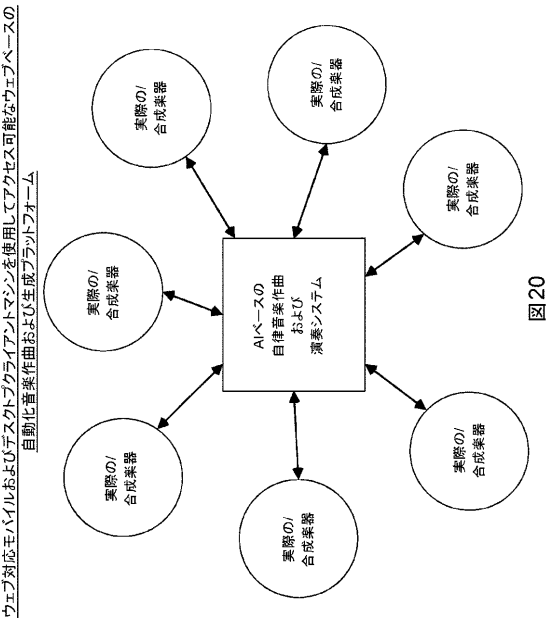 ウェブ対応モバイルおよびデスクトップクライアントマシンを使用してアクセス可能なウェブベースの
自動化音楽作曲および生成プラットフォーム
実際の/
合成楽器
実際の/
合成楽器
実際の/
合成楽器
実際の/
合成楽器
AIベースの
自律音楽作曲
および
演奏システム
実際の/
合成楽器
実際の/
合成楽器
実際の/
合成楽器
図20